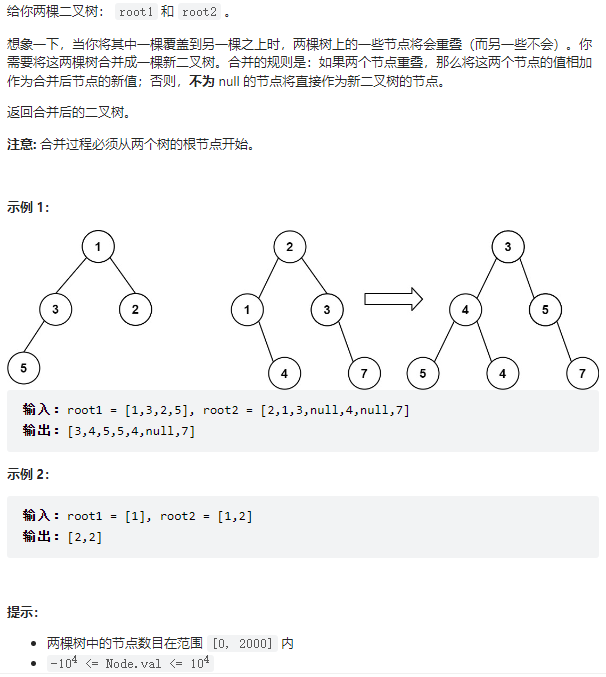 给你两棵二叉树： root1 和 root2 。
想象一下，当你将其中一棵覆盖到另一棵之上时，两棵树上的一些节点将会重叠（而另一些不会）。你
需要将这两棵树合并成一棵新二叉树。合并的规则是：如果两个节点重叠，那么将这两个节点的值相加
作为合并后节点的新值；否则，不为 null 的节点将直接作为新二叉树的节点。
返回合并后的二叉树。
注意: 合并过程必须从两个树的根节点开始。
示例 1：
1 2 3
3 2 1 3 4 5
5 4 7 5 4 7
输入：root1 = [1,3,2,5], root2 = [2,1,3,null,4,null,7]
输出：[3,4,5,5,4,null,7]
示例 2：
输入：root1 = [1], root2 = [1,2]
输出：[2,2]
提示：
两棵树中的节点数目在范围 [0, 2000] 内
-10⁴ <= Node.val <= 10⁴